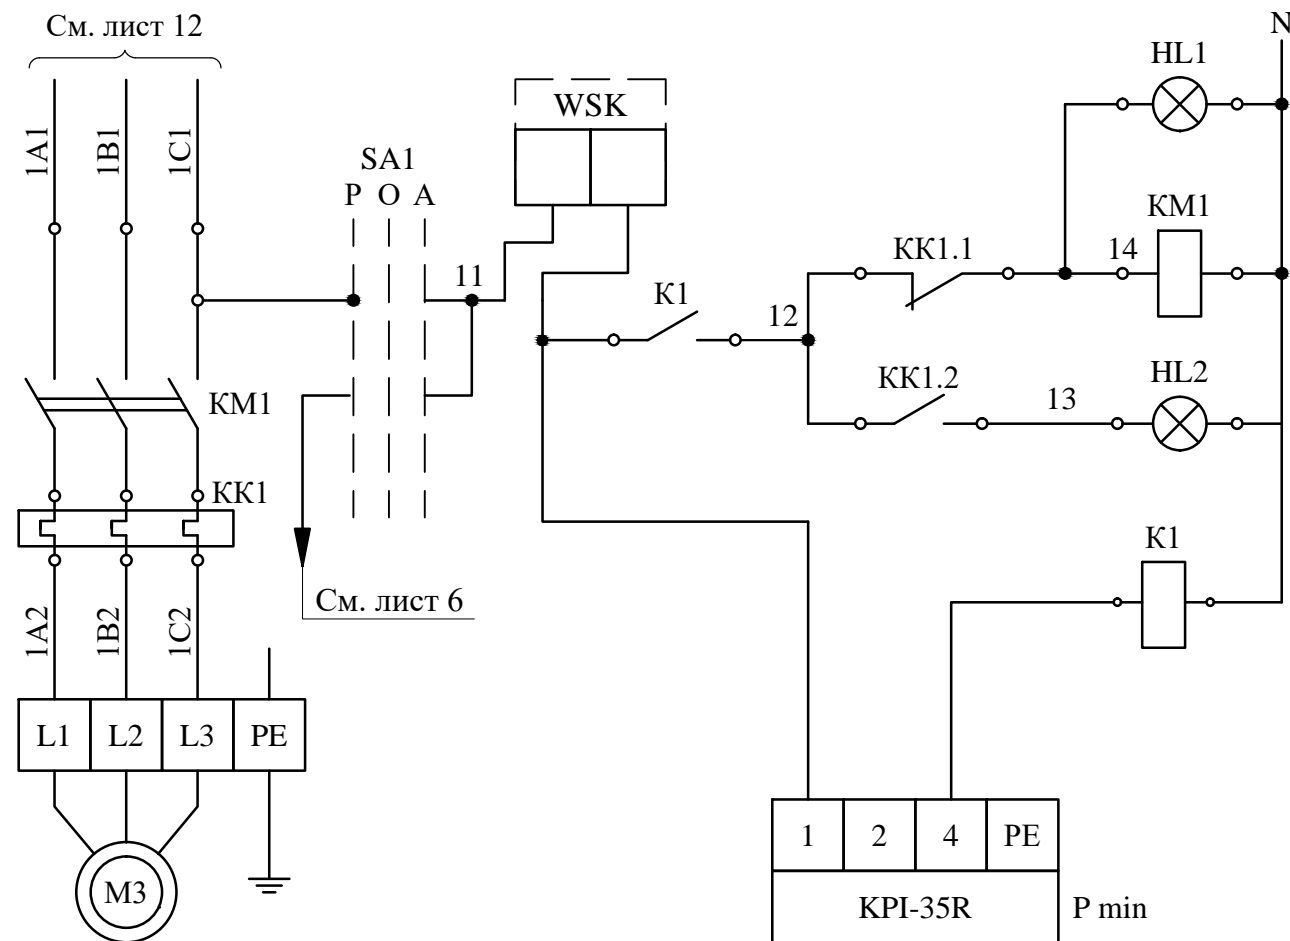 См. лист 12
N
HL1
WSK
1A1
1B1
1C1
SA1
P O A
KM1
KK1.1
14
11
K1
12
HL2
KK1.2
13
KM1
KK1
K1
См. лист 6
1A2
1B2
1C2
L1 L2 L3 PE
1 2 4 PE
M3
KPI-35R P min